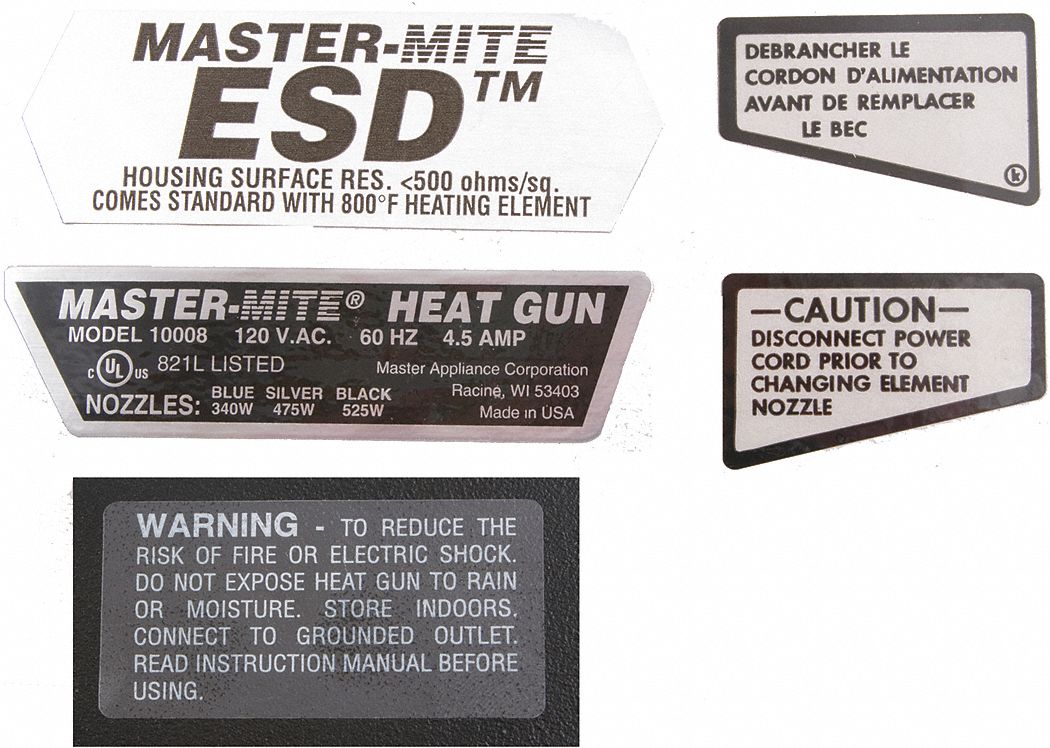 MASTER-MITE
ESD™
HOUSING SURFACE RES. <500 ohms/sq.
COMES STANDARD WITH 800°F HEATING ELEMENT
DEBRANCHER LE
CORDON D'ALIMENTATION
AVANT DE REMPLACER
LE BEC
k
MASTER-MITE® HEAT GUN
MODEL 10008 120 V.AC. 60 HZ 4.5 AMP
c UL US 821L LISTED
Master Appliance Corporation
Racine, WI 53403
Made in USA
NOZZLES: BLUE SILVER BLACK
340W 475W 525W
—CAUTION—
DISCONNECT POWER
CORD PRIOR TO
CHANGING ELEMENT
NOZZLE
WARNING - TO REDUCE THE
RISK OF FIRE OR ELECTRIC SHOCK.
DO NOT EXPOSE HEAT GUN TO RAIN
OR MOISTURE. STORE INDOORS.
CONNECT TO GROUNDED OUTLET.
READ INSTRUCTION MANUAL BEFORE
USING.